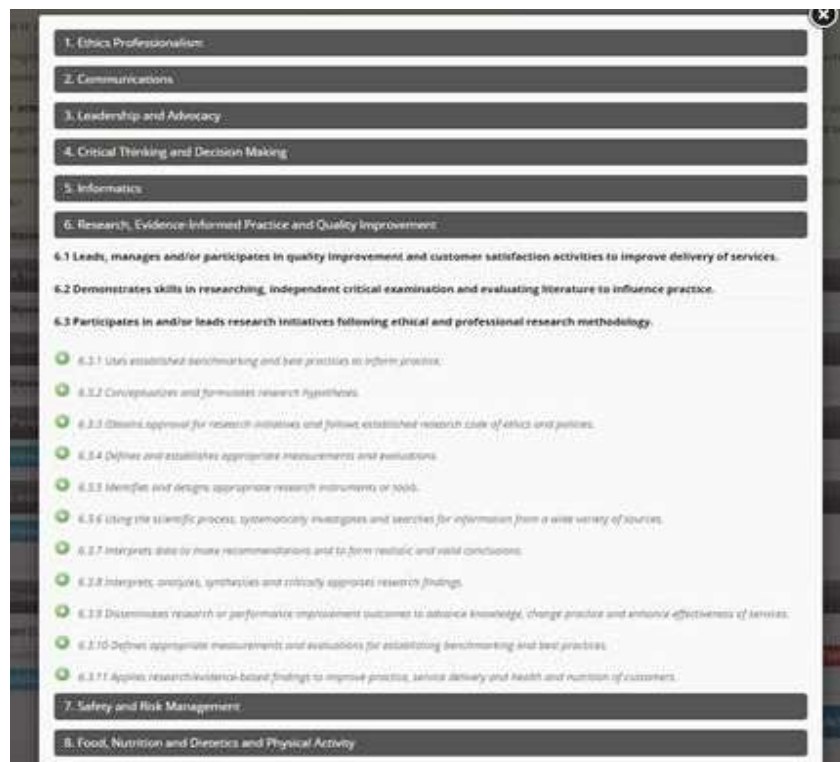 1. Ethics Professionalism
2. Communications
3. Leadership and Advocacy
4. Critical Thinking and Decision Making
5. Informatics
6. Research, Evidence-Informed Practice and Quality Improvement
6.1 Leads, manages and/or participates in quality improvement and customer satisfaction activities to improve delivery of services.
6.2 Demonstrates skills in researching, independent critical examination and evaluating literature to influence practice.
6.3 Participates in and/or leads research initiatives following ethical and professional research methodology.
6.3.1 Uses established benchmarking and best practices to inform practice.
6.3.2 Conceptualizes and formulates research hypotheses.
6.3.3 Obtains approval for research initiatives and follows established research code of ethics and policies.
6.3.4 Defines and establishes appropriate measurements and evaluations.
6.3.5 Identifies and designs appropriate research instruments or tools.
6.3.6 Using the scientific process, systematically investigates and searches for information from a wide variety of sources.
6.3.7 Interprets data to make recommendations and to form realistic and valid conclusions.
6.3.8 Interprets, analyzes, synthesizes and critically appraises research findings.
6.3.9 Disseminates research or performance improvement outcomes to advance knowledge, change practice and enhance effectiveness of services.
6.3.10 Defines appropriate measurements and evaluations for establishing benchmarking and best practices.
6.3.11 Applies research/evidence-based findings to improve practice, service delivery and health and nutrition of customers.
7. Safety and Risk Management
8. Food, Nutrition and Dietetics and Physical Activity